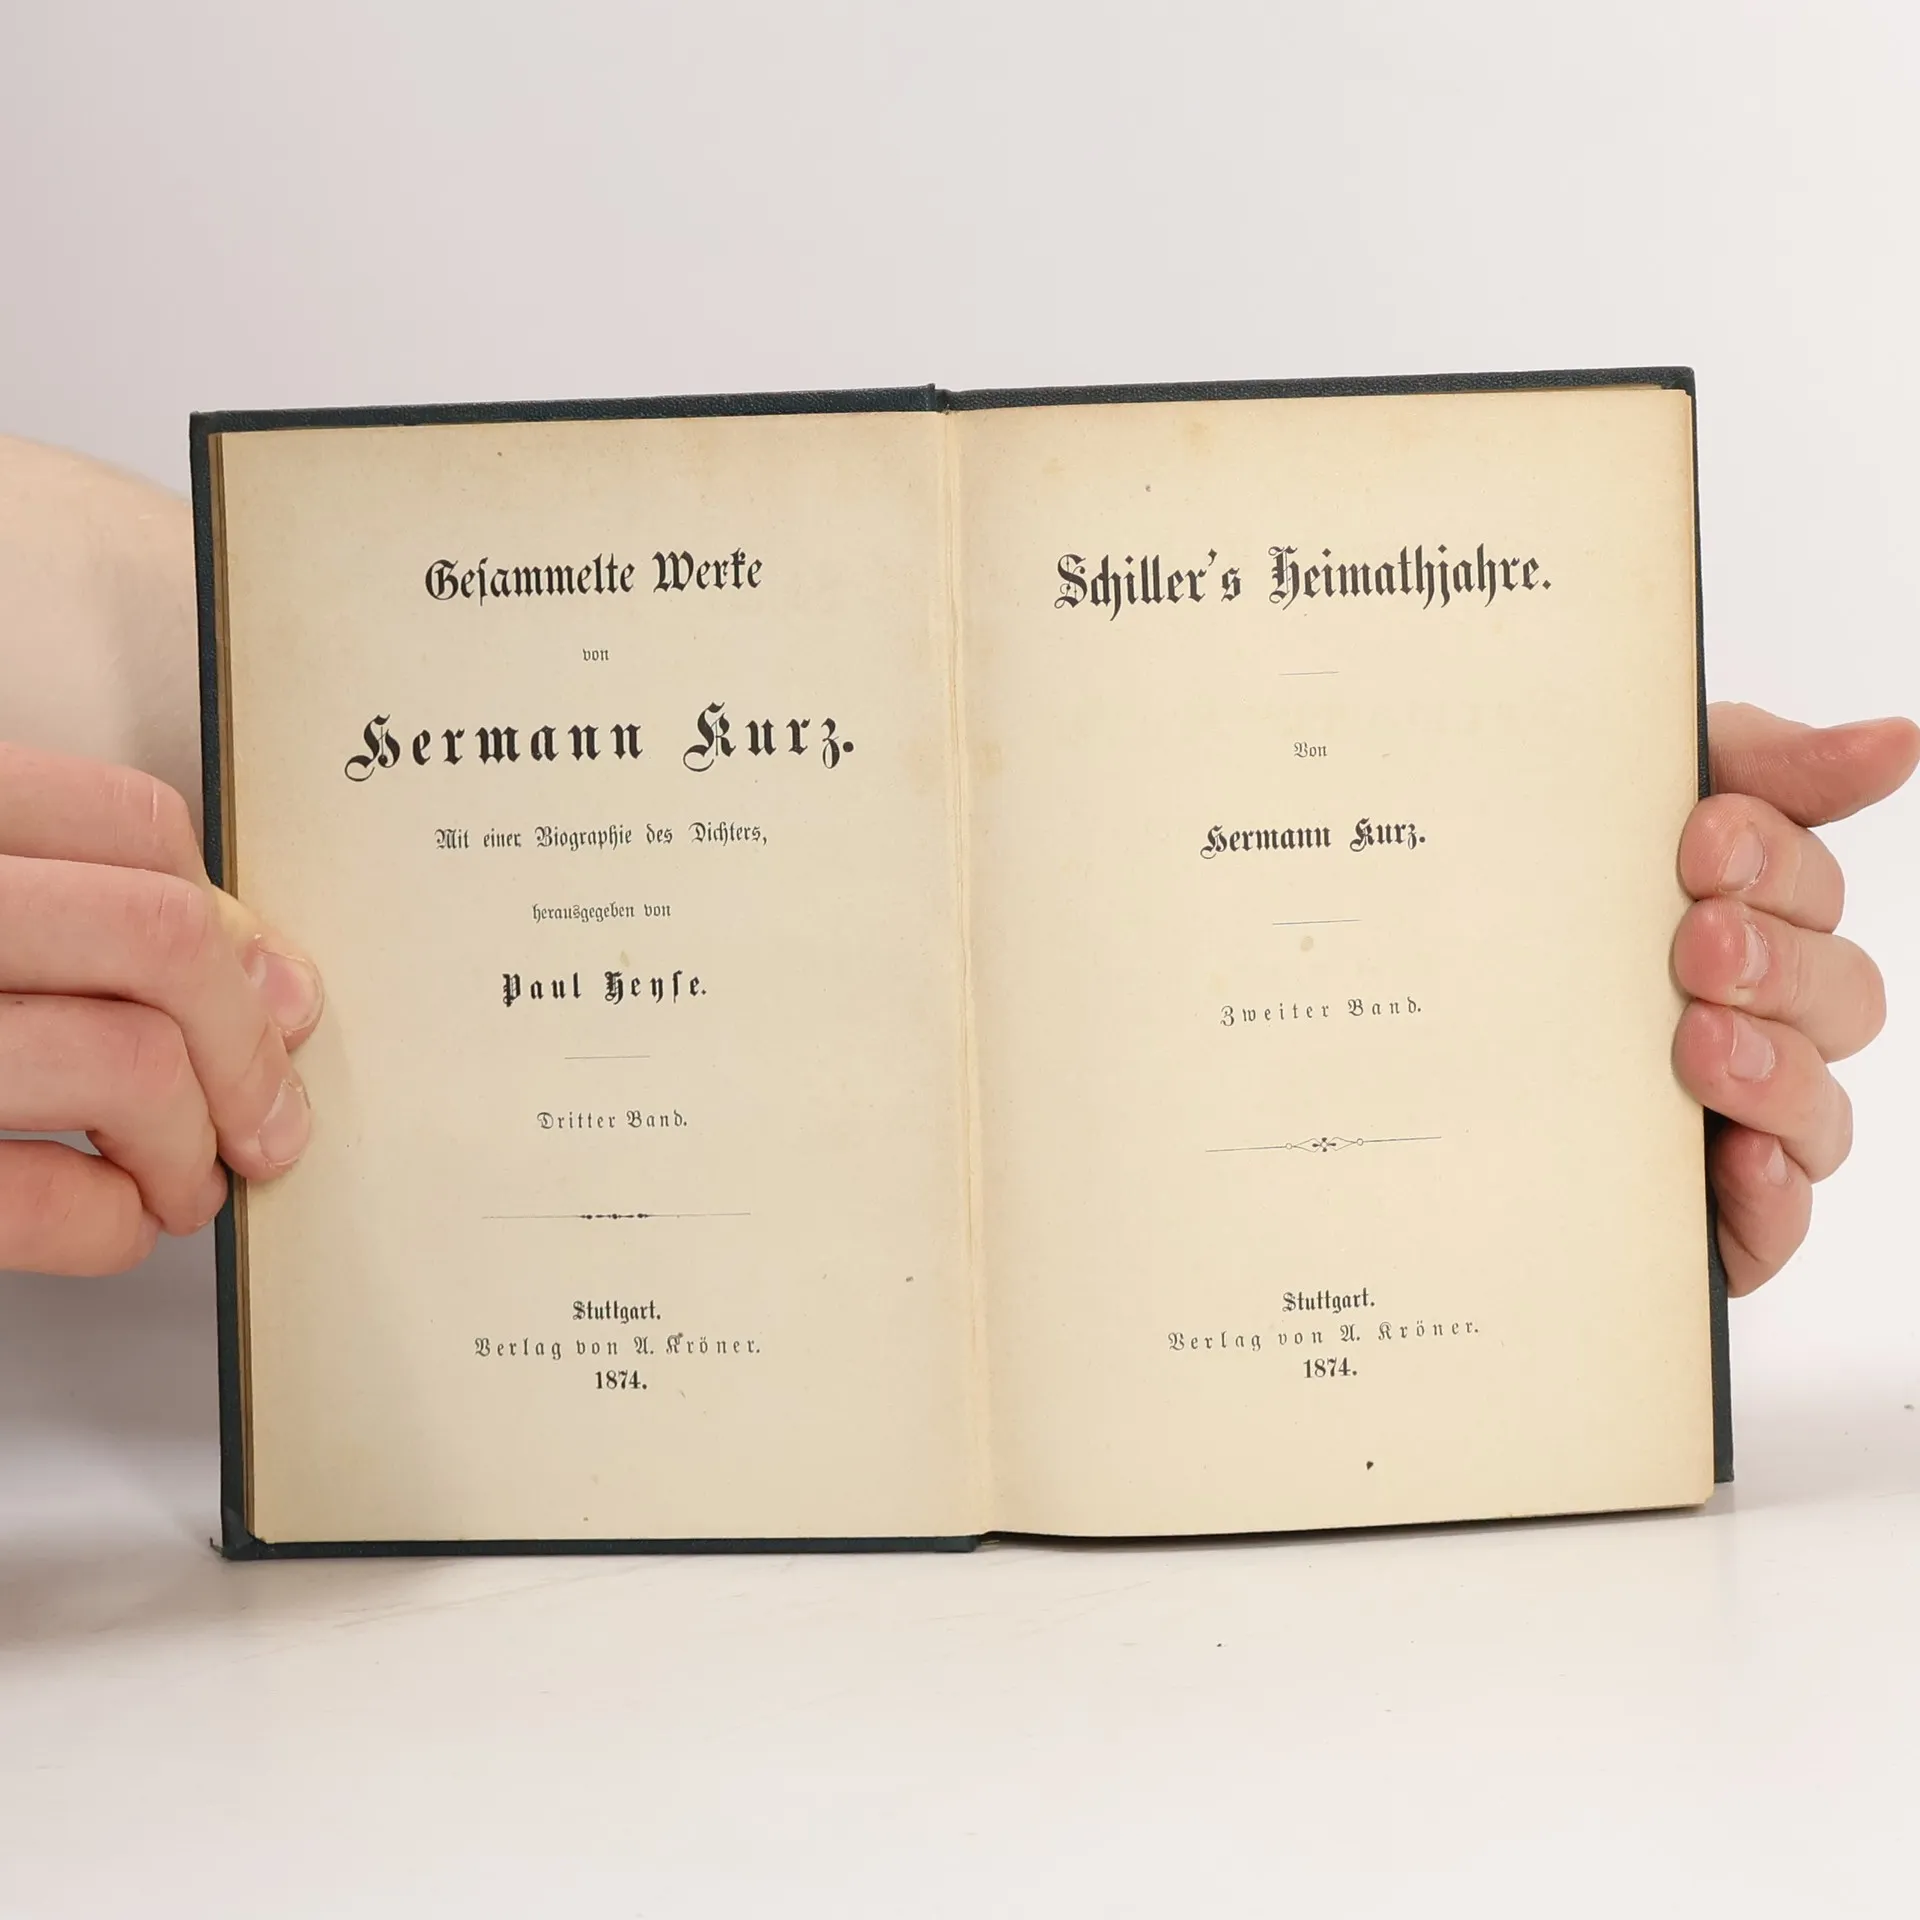 Gesammelte Werke
von
Hermann Kurz.
Mit einer Biographie des Dichters,
herausgegeben von
Paul Heyse.
Dritter Band.
Stuttgart.
Verlag von A. Kröner.
1874.
Schiller's Heimathjahre.
Von
Hermann Kurz.
Zweiter Band.
Stuttgart.
Verlag von A. Kröner.
1874.